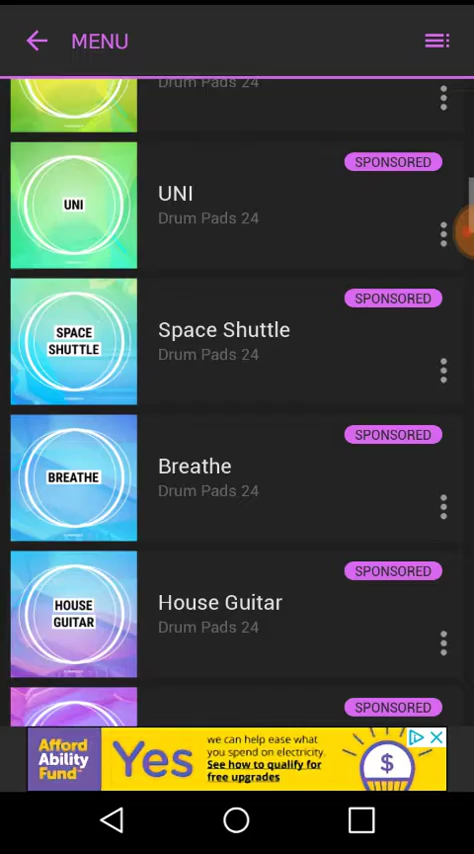 MENU
Drum Pads 24
SPONSORED
UNI
UNI
Drum Pads 24
SPONSORED
SPACE
SHUTTLE
Space Shuttle
Drum Pads 24
SPONSORED
BREATHE
Breathe
Drum Pads 24
SPONSORED
HOUSE
GUITAR
House Guitar
Drum Pads 24
SPONSORED
Afford
Ability
Fund™
Yes
we can help ease what
you spend on electricity.
See how to qualify for
free upgrades
$